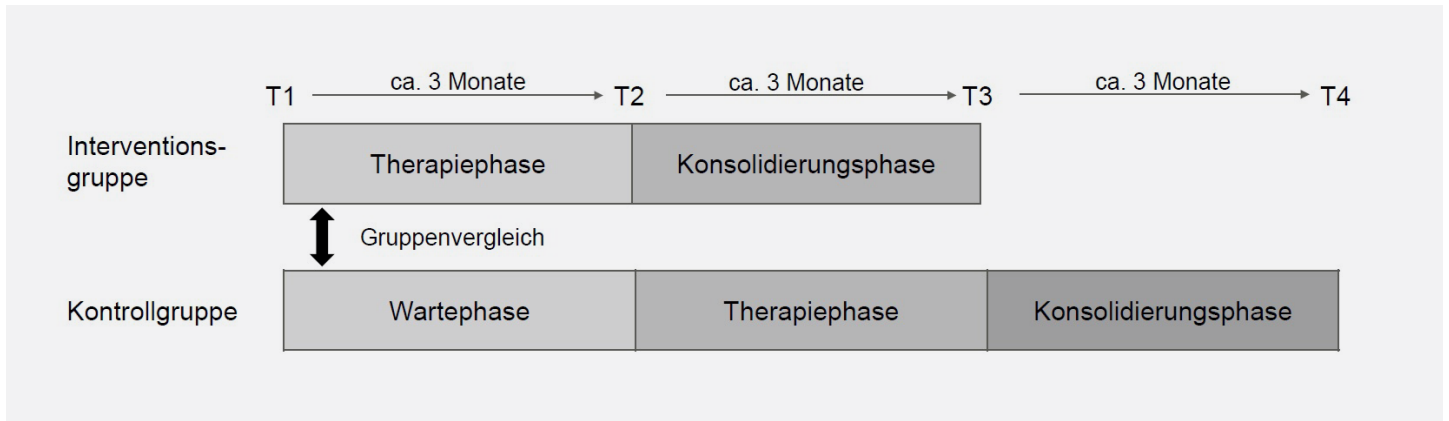 T1 ca. 3 Monate T2 ca. 3 Monate T3 ca. 3 Monate T4
Interventions-
gruppe
Therapiephase Konsolidierungsphase
Gruppenvergleich
Kontrollgruppe Wartephase Therapiephase Konsolidierungsphase